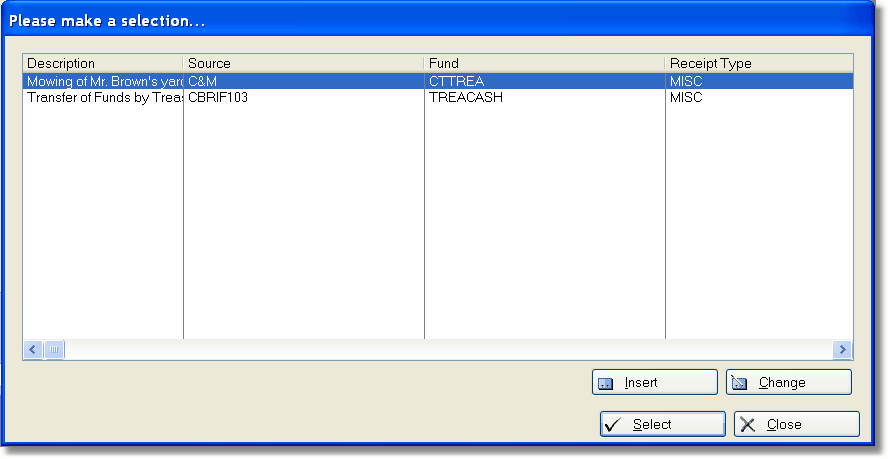 Please make a selection...
Description Source Fund Receipt Type
Mowing of Mr. Brown's yard C&M CTTREA MISC
Transfer of Funds by Treas CBRIF103 TREACASH MISC
Insert Change
Select Close